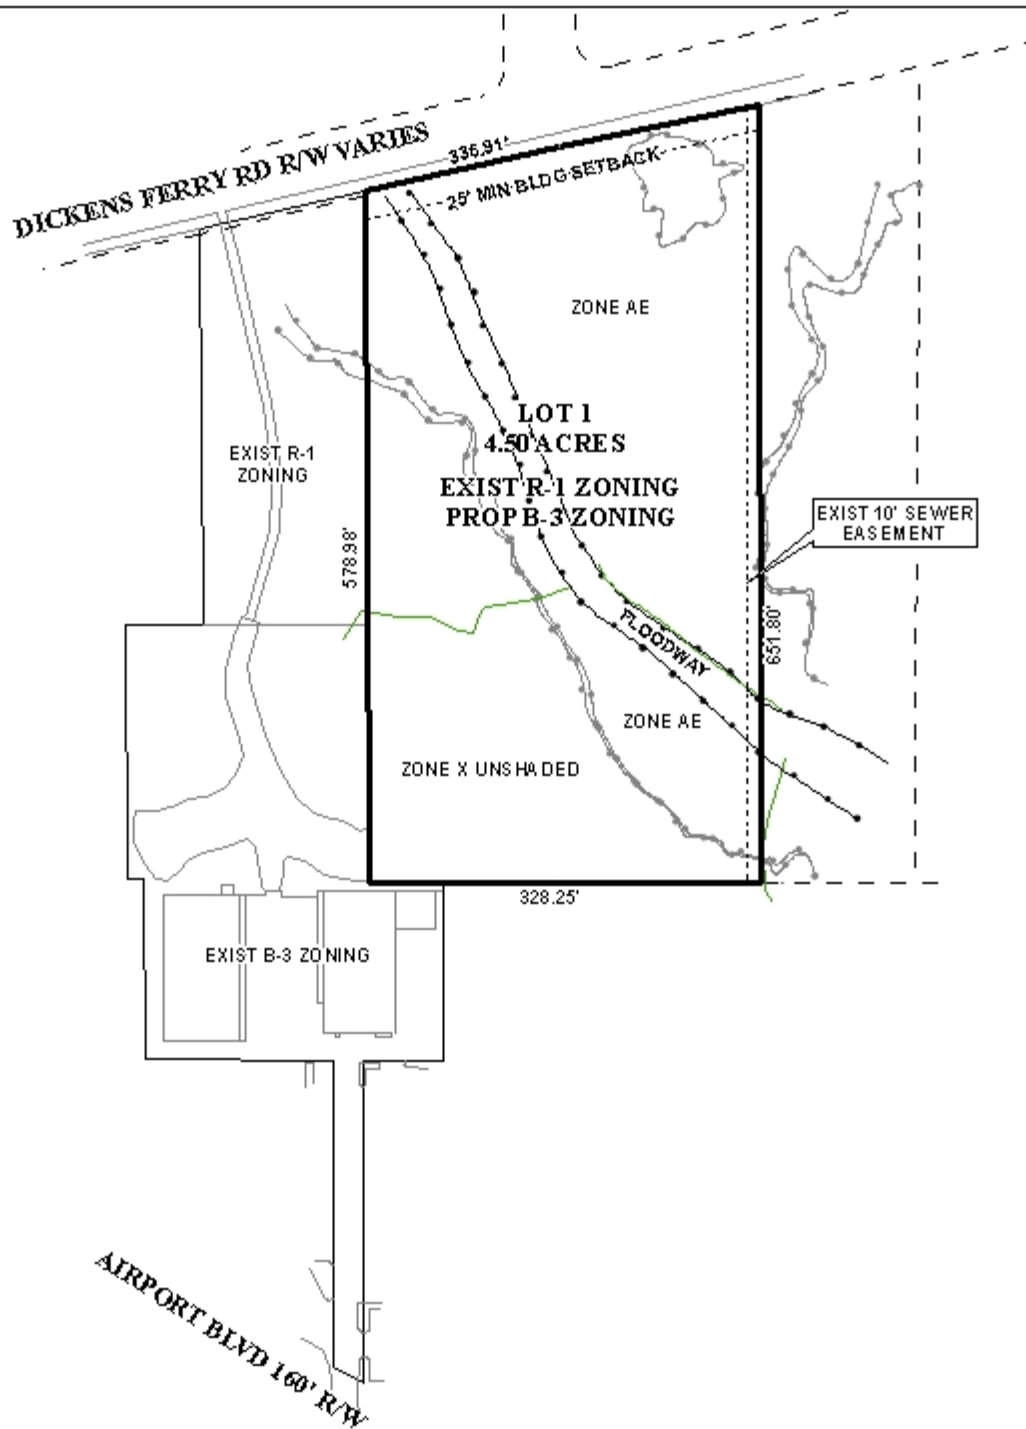 DICKENS FERRY RD R/W VARIES
336.91'
25' MIN BLDG SETBACK
ZONE AE
LOT 1
4.50 ACRES
EXIST R-1 ZONING
PROP B-3 ZONING
EXIST R-1
ZONING
578.98'
EXIST 10' SEWER
EASEMENT
FLOODWAY
651.80'
ZONE AE
ZONE X UNSHADED
328.25'
EXIST B-3 ZONING
AIRPORT BLVD 160' R/W